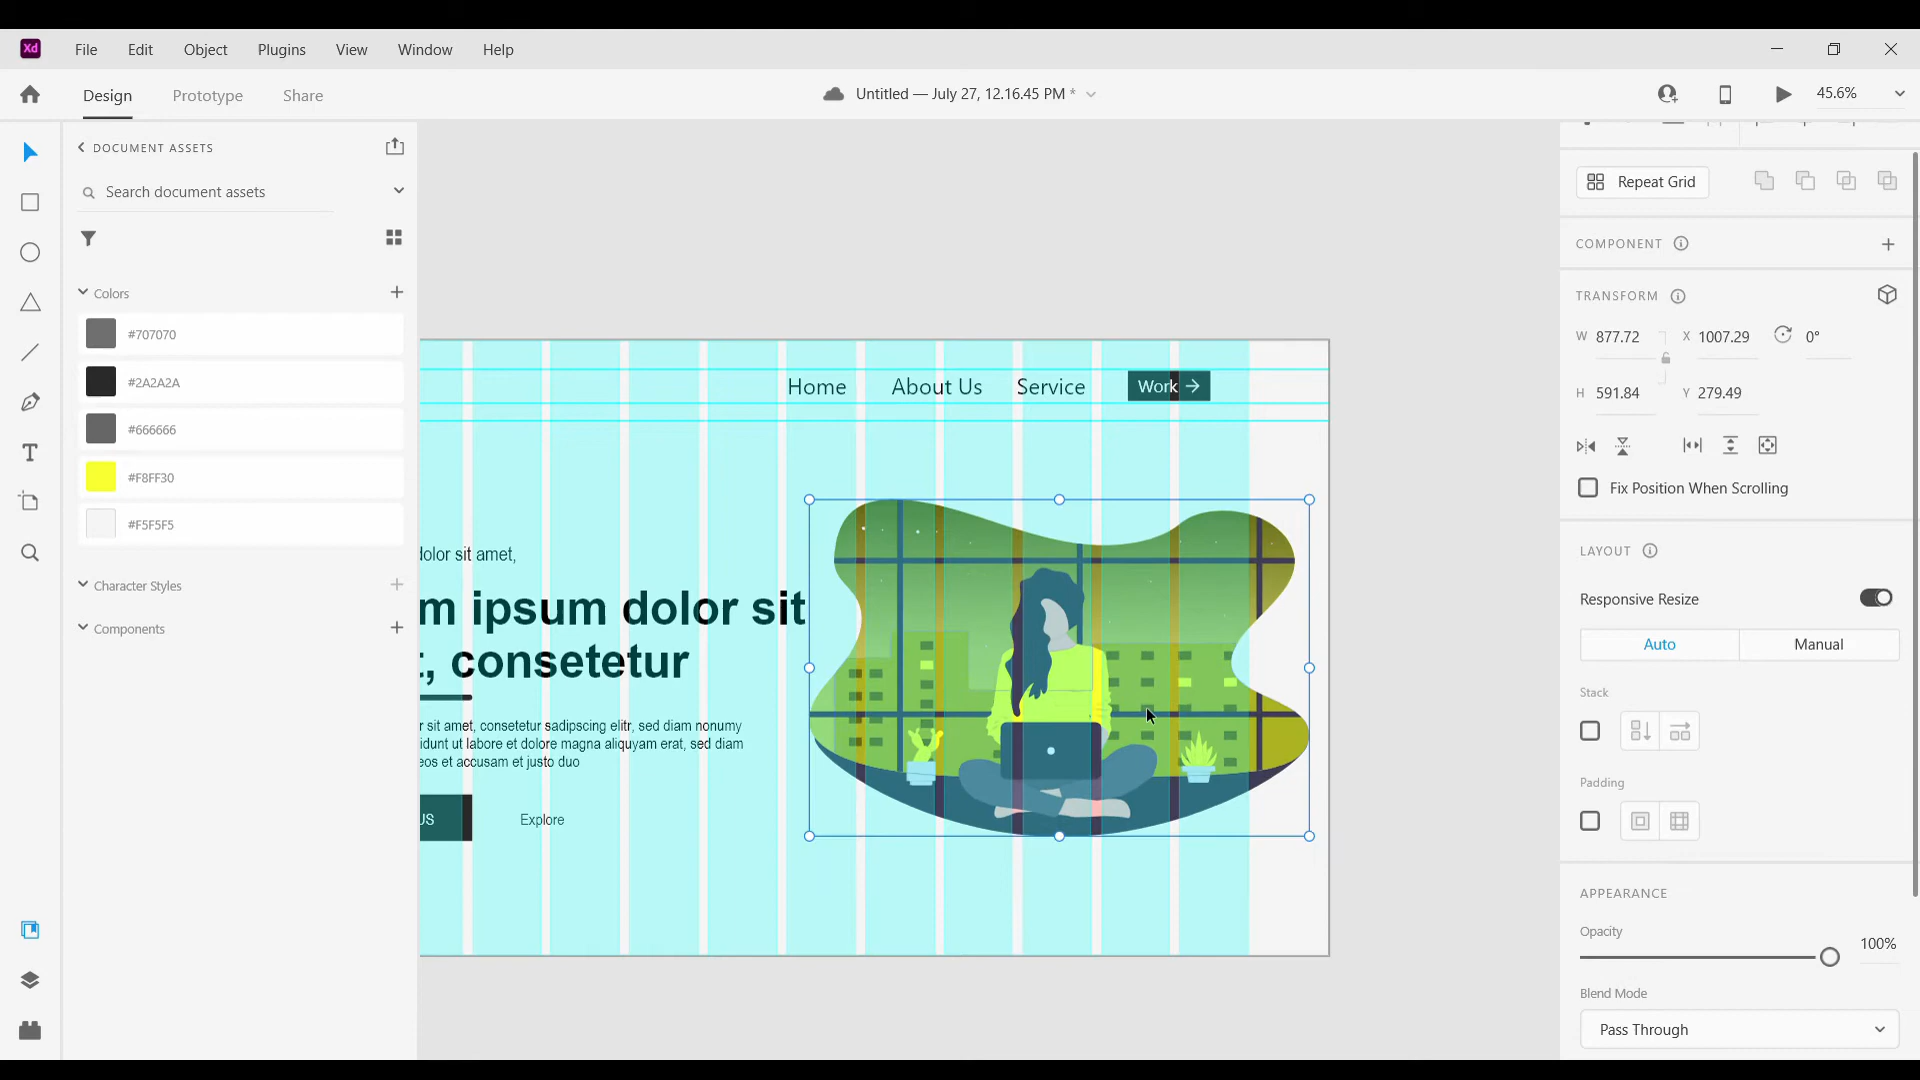 Xd File Edit Object Plugins View Window Help
Design Prototype Share Untitled — July 27, 12.16.45 PM * 45.6%
DOCUMENT ASSETS
Search document assets
Colors
#707070
#2A2A2A
#666666
#F8FF30
#F5F5F5
Character Styles
Components
Home About Us Service Work
dolor sit amet,
m ipsum dolor sit
t, consetetur
r sit amet, consetetur sadipscing elitr, sed diam nonumy
idunt ut labore et dolore magna aliquyam erat, sed diam
eos et accusam et justo duo
US Explore
Repeat Grid
COMPONENT
TRANSFORM
W 877.72 X 1007.29 0°
H 591.84 Y 279.49
Fix Position When Scrolling
LAYOUT
Responsive Resize
Auto Manual
Stack
Padding
APPEARANCE
Opacity
100%
Blend Mode
Pass Through